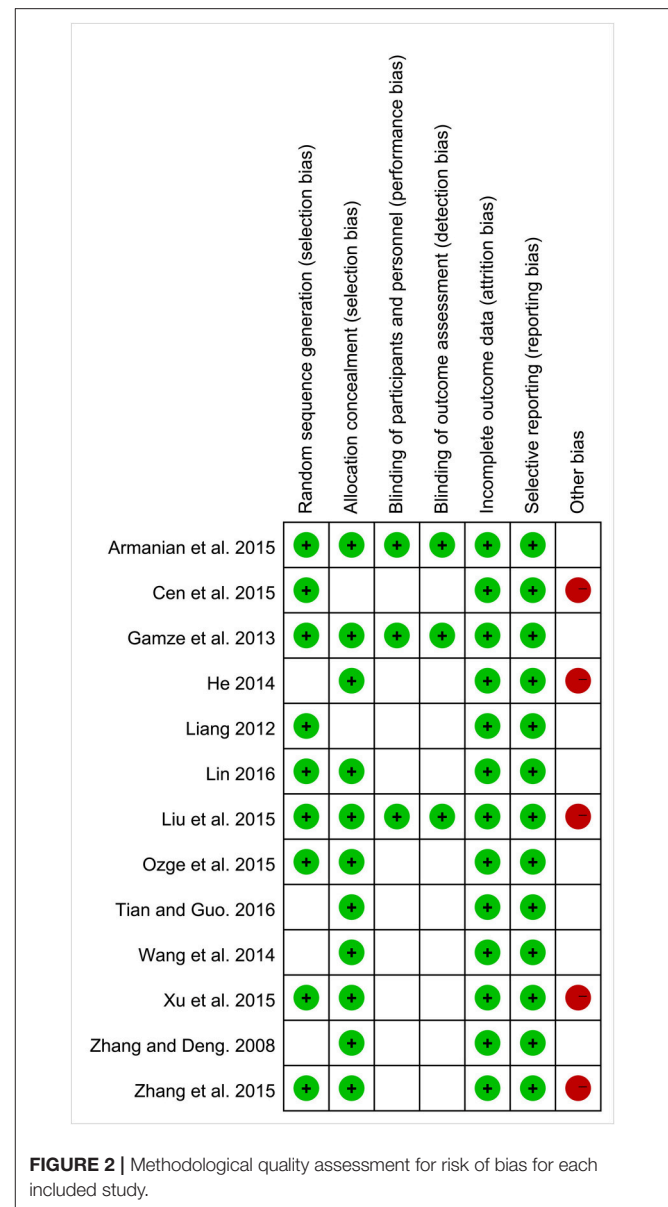 Random sequence generation (selection bias)
Allocation concealment (selection bias)
Blinding of participants and personnel (performance bias)
Blinding of outcome assessment (detection bias)
Incomplete outcome data (attrition bias)
Selective reporting (reporting bias)
Other bias
Armanian et al. 2015 + + + + + +
Cen et al. 2015 + + + -
Gamze et al. 2013 + + + + + +
He 2014 + + + -
Liang 2012 + + +
Lin 2016 + + + +
Liu et al. 2015 + + + + + + -
Ozge et al. 2015 + + + +
Tian and Guo. 2016 + + +
Wang et al. 2014 + + +
Xu et al. 2015 + + + + -
Zhang and Deng. 2008 + + +
Zhang et al. 2015 + + + + -
FIGURE 2 | Methodological quality assessment for risk of bias for each
included study.